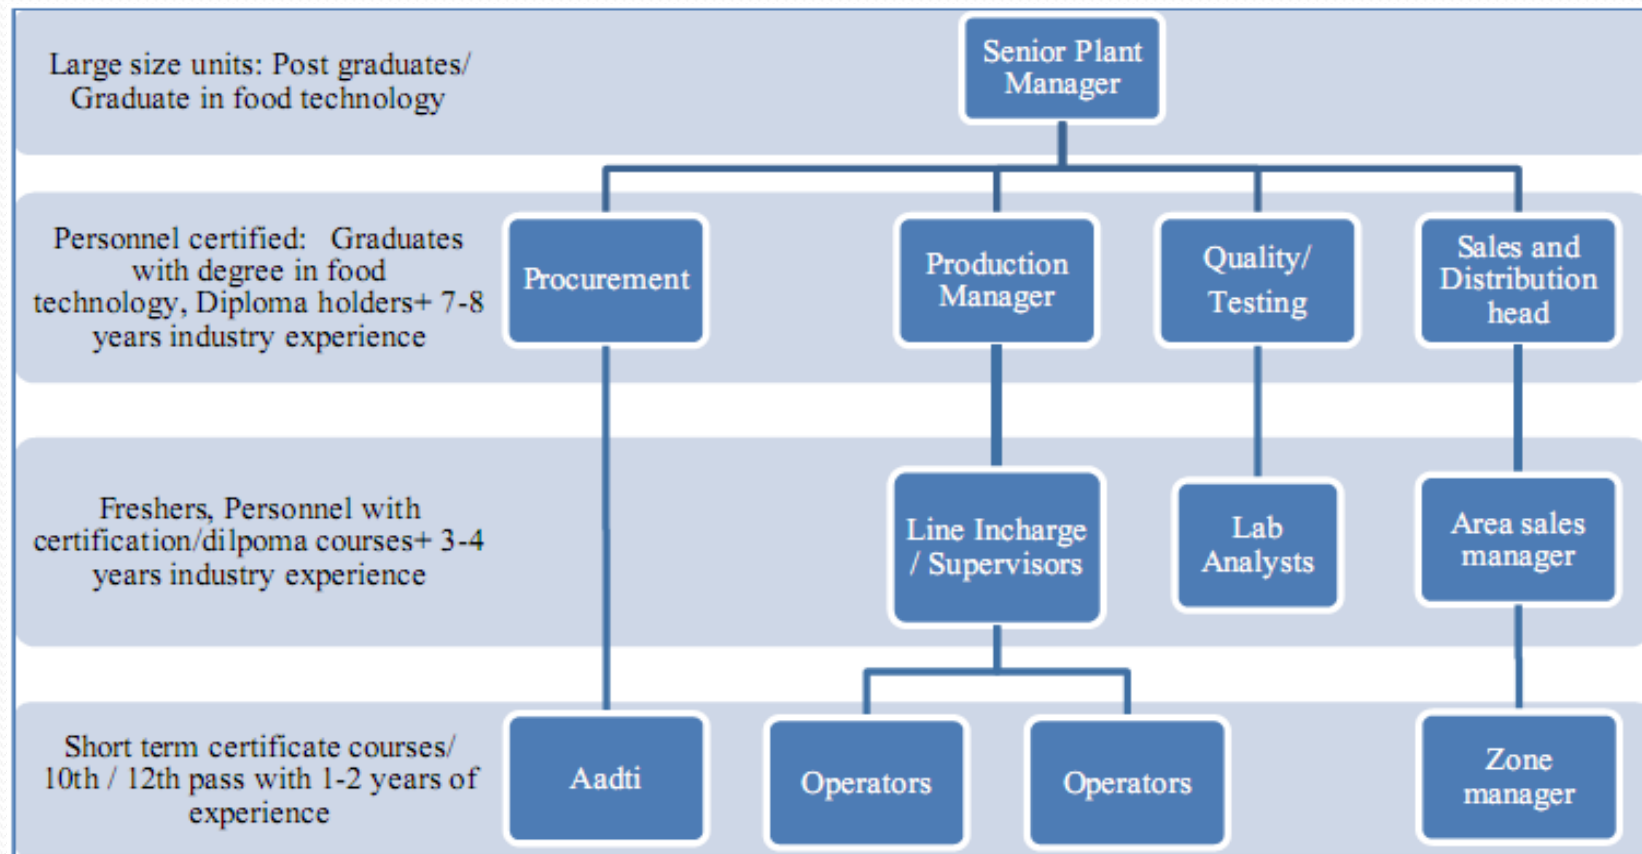 Large size units: Post graduates/
Graduate in food technology
Senior Plant
Manager
Personnel certified: Graduates
with degree in food
technology, Diploma holders+ 7-8
years industry experience
Procurement
Production
Manager
Quality/
Testing
Sales and
Distribution
head
Freshers, Personnel with
certification/dilpoma courses+ 3-4
years industry experience
Line Incharge
/ Supervisors
Lab
Analysts
Area sales
manager
Short term certificate courses/
10th / 12th pass with 1-2 years of
experience
Aadti
Operators
Operators
Zone
manager